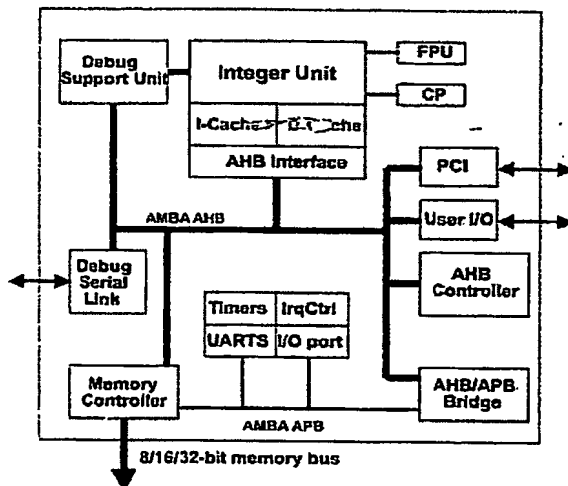 Debug
Support Unit
Integer Unit
FPU
CP
I-Cache
AHB Interface
PCI
AMBA AHB
User I/O
Debug
Serial
Link
AHB
Controller
Timers
IrqCtrl
UARTS
I/O port
Memory
Controller
AHB/APB
Bridge
AMBA APB
8/16/32-bit memory bus